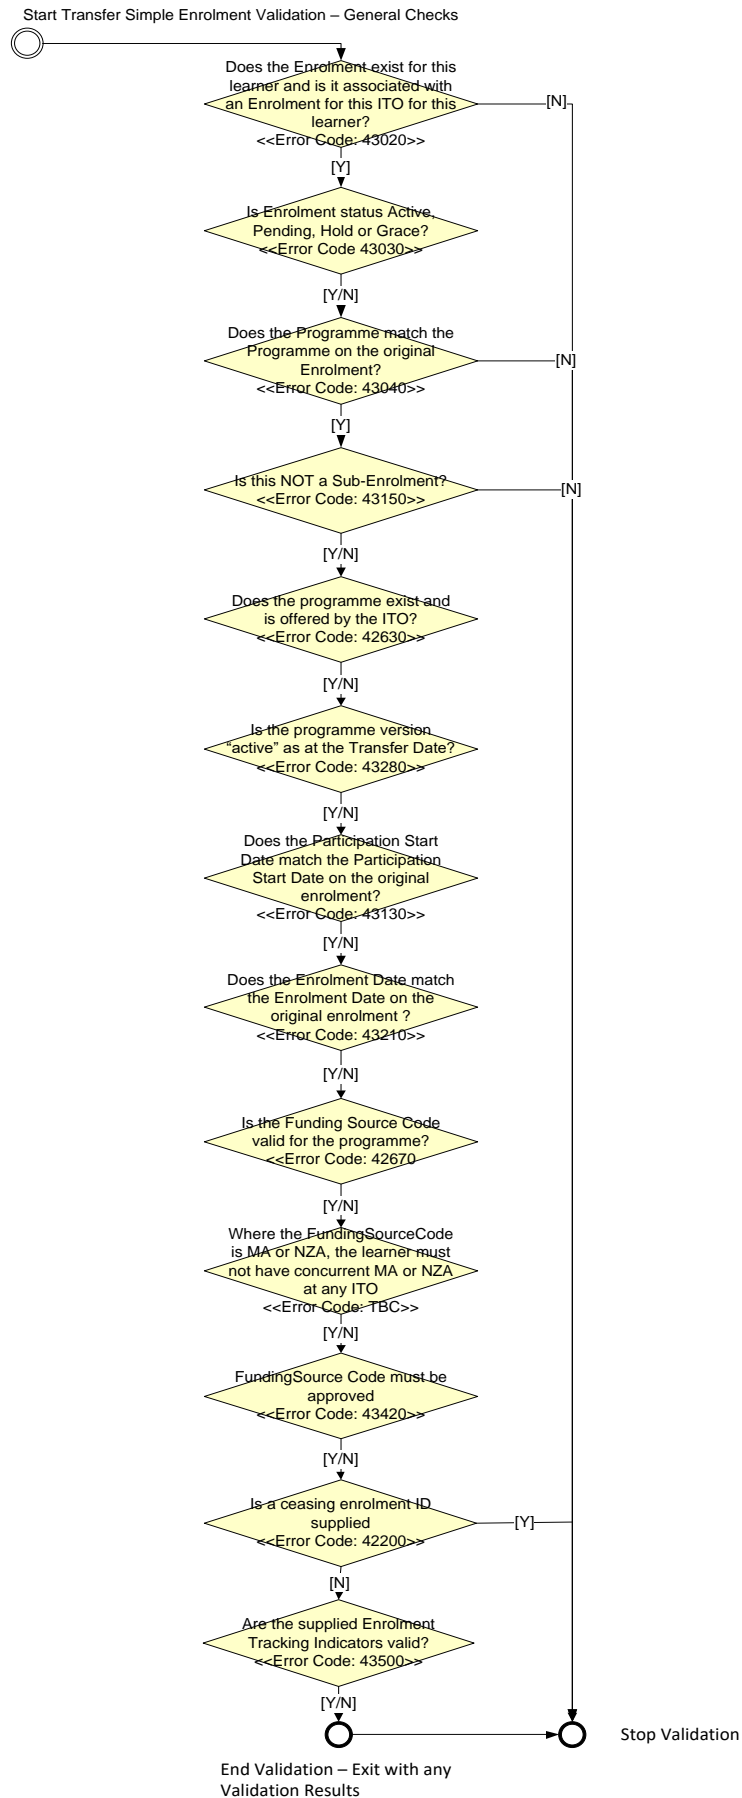 Start Transfer Simple Enrolment Validation – General Checks
Does the Enrolment exist for this
learner and is it associated with
an Enrolment for this ITO for this
learner?
<<Error Code: 43020>>
[N]
[Y]
Is Enrolment status Active,
Pending, Hold or Grace?
<<Error Code 43030>>
[Y/N]
Does the Programme match the
Programme on the original
Enrolment?
<<Error Code: 43040>>
[N]
[Y]
Is this NOT a Sub-Enrolment?
<<Error Code: 43150>>
[N]
[Y/N]
Does the programme exist and
is offered by the ITO?
<<Error Code: 42630>>
[Y/N]
Is the programme version
“active” as at the Transfer Date?
<<Error Code: 43280>>
[Y/N]
Does the Participation Start
Date match the Participation
Start Date on the original
enrolment?
<<Error Code: 43130>>
[Y/N]
Does the Enrolment Date match
the Enrolment Date on the
original enrolment ?
<<Error Code: 43210>>
[Y/N]
Is the Funding Source Code
valid for the programme?
<<Error Code: 42670
[Y/N]
Where the FundingSourceCode
is MA or NZA, the learner must
not have concurrent MA or NZA
at any ITO
<<Error Code: TBC>>
[Y/N]
FundingSource Code must be
approved
<<Error Code: 43420>>
[Y/N]
Is a ceasing enrolment ID
supplied
<<Error Code: 42200>>
[Y]
[N]
Are the supplied Enrolment
Tracking Indicators valid?
<<Error Code: 43500>>
[Y/N]
Stop Validation
End Validation – Exit with any
Validation Results